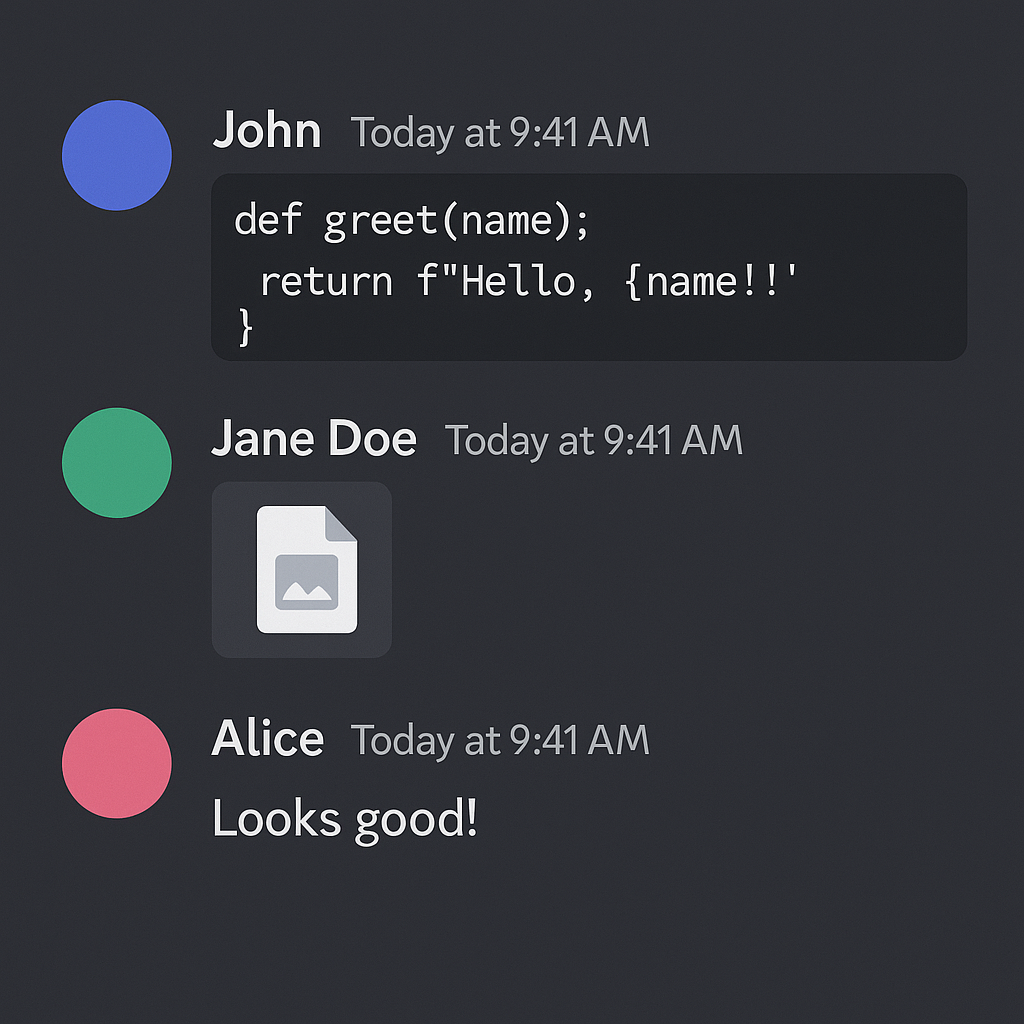 John Today at 9:41 AM
def greet(name);
 return f"Hello, {name!!'
}
Jane Doe Today at 9:41 AM
Alice Today at 9:41 AM
Looks good!